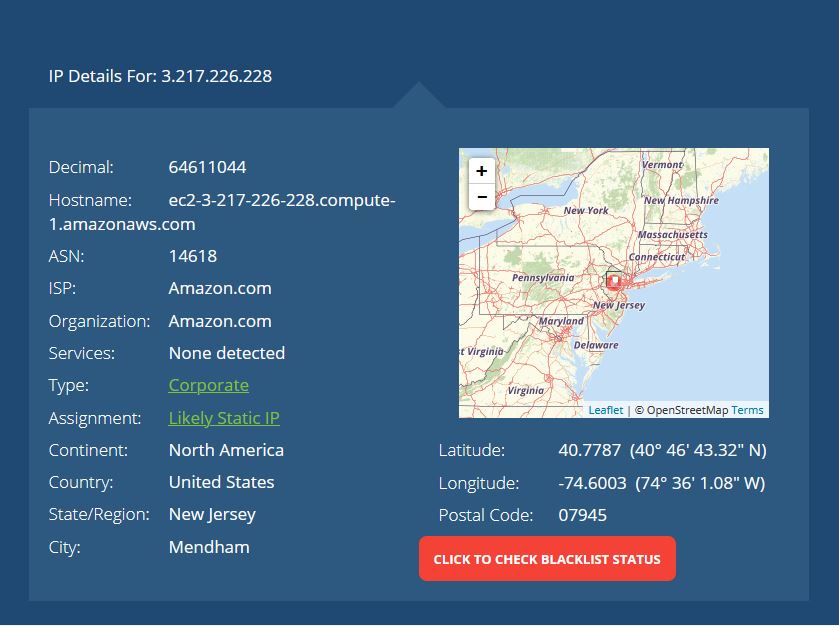 IP Details For: 3.217.226.228
Decimal: 64611044
Hostname: ec2-3-217-226-228.compute-
1.amazonaws.com
ASN: 14618
ISP: Amazon.com
Organization: Amazon.com
Services: None detected
Type: Corporate
Assignment: Likely Static IP
Continent: North America
Country: United States
State/Region: New Jersey
City: Mendham
+
−
Vermont
New Hampshire
New York
Massachusetts
Connecticut
Pennsylvania
New Jersey
Maryland
Delaware
st Virginia
Virginia
Leaflet | © OpenStreetMap Terms
Latitude: 40.7787 (40° 46' 43.32" N)
Longitude: -74.6003 (74° 36' 1.08" W)
Postal Code: 07945
CLICK TO CHECK BLACKLIST STATUS